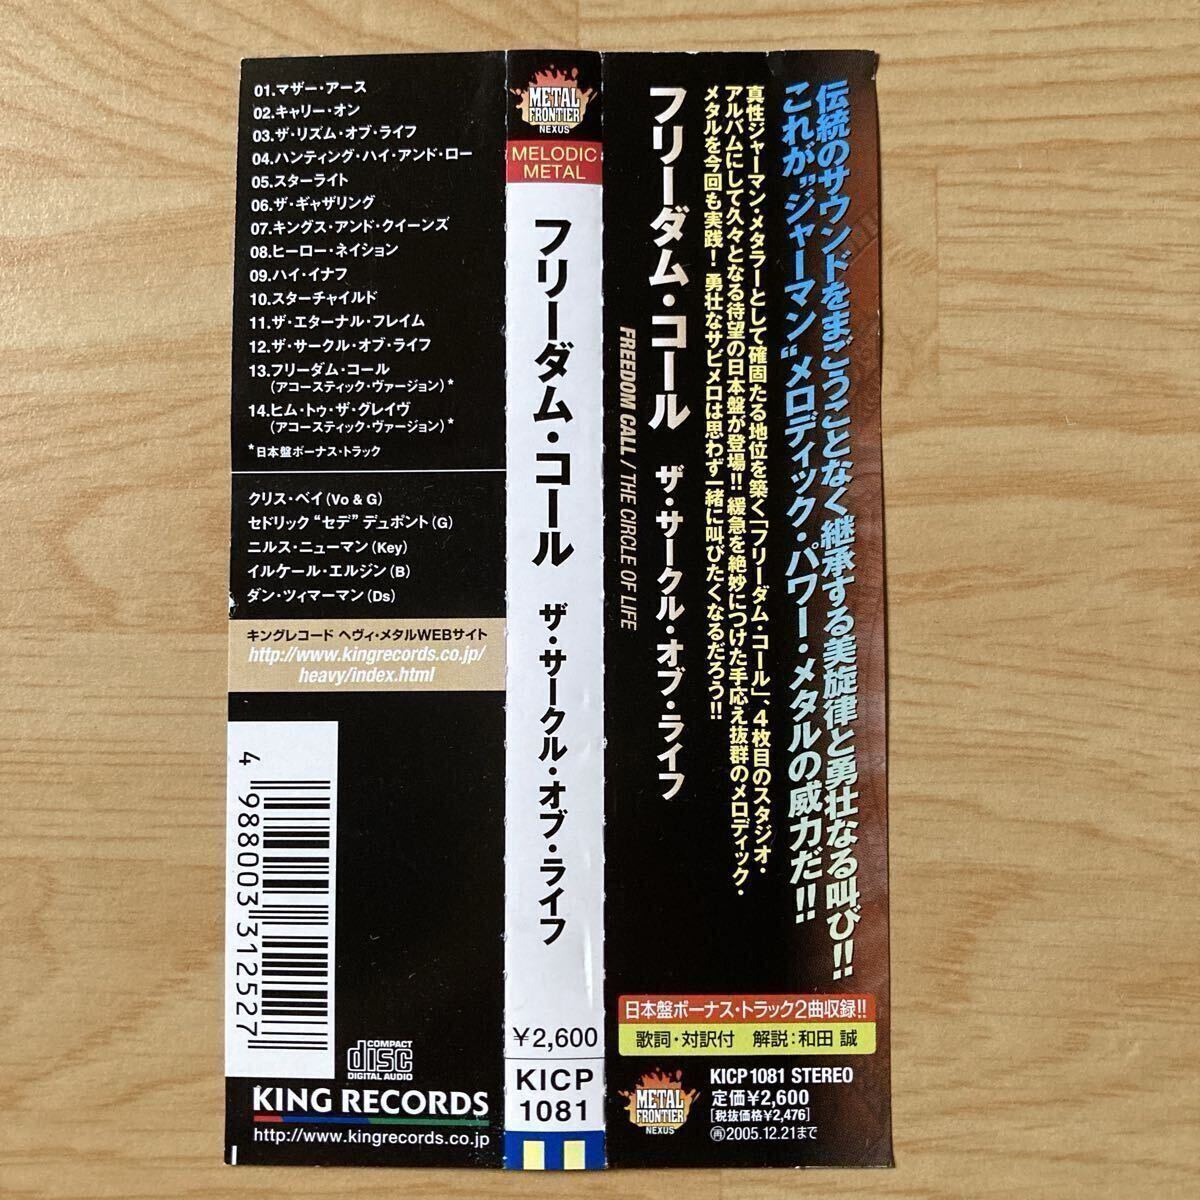 01.マザー・アース
02.キャリー・オン
03.ザ・リズム・オブ・ライフ
04.ハンティング・ハイ・アンド・ロー
05.スターライト
06.ザ・ギャザリング
07.キングス・アンド・クイーンズ
08.ヒーロー・ネイション
09.ハイ・イナフ
10.スターチャイルド
11.ザ・エターナル・フレイム
12.ザ・サークル・オブ・ライフ
13.フリーダム・コール
(アコースティック・ヴァージョン)*
14.ヒム・トゥ・ザ・グレイヴ
(アコースティック・ヴァージョン)*
*日本盤ボーナス・トラック
クリス・ベイ(Vo & G)
セドリック“セデ”デュポント(G)
ニルス・ニューマン(Key)
イルケール・エルジン(B)
ダン・ツィマーマン(Ds)
キングレコード ヘヴィ・メタルWEBサイト
http://www.kingrecords.co.jp/
heavy/index.html
4 988003 312527
COMPACT
disc
DIGITAL AUDIO
KING RECORDS
http://www.kingrecords.co.jp
METAL
FRONTIER
NEXUS
MELODIC
METAL
フリーダム・コール ザ・サークル・オブ・ライフ
¥2,600
KICP
1081
伝統のサウンドをまごうことなく継承する美旋律と勇壮なる叫び!!
これが“ジャーマン”メロディック・パワー・メタルの威力だ!!
真性ジャーマン・メタラーとして確固たる地位を築く「フリーダム・コール」、4枚目のスタジオ・
アルバムにして久々となる待望の日本盤が登場!! 緩急を絶妙につけた手応え抜群のメロディック・
メタルを今回も実践! 勇壮なサビメロは思わず一緒に叫びたくなるだろう!!
フリーダム・コール ザ・サークル・オブ・ライフ
FREEDOM CALL / THE CIRCLE OF LIFE
日本盤ボーナス・トラック2曲収録!!
歌詞・対訳付 解説:和田 誠
METAL
FRONTIER
NEXUS
KICP 1081 STEREO
定価¥2,600
[税抜価格¥2,476]
㊢2005.12.21まで